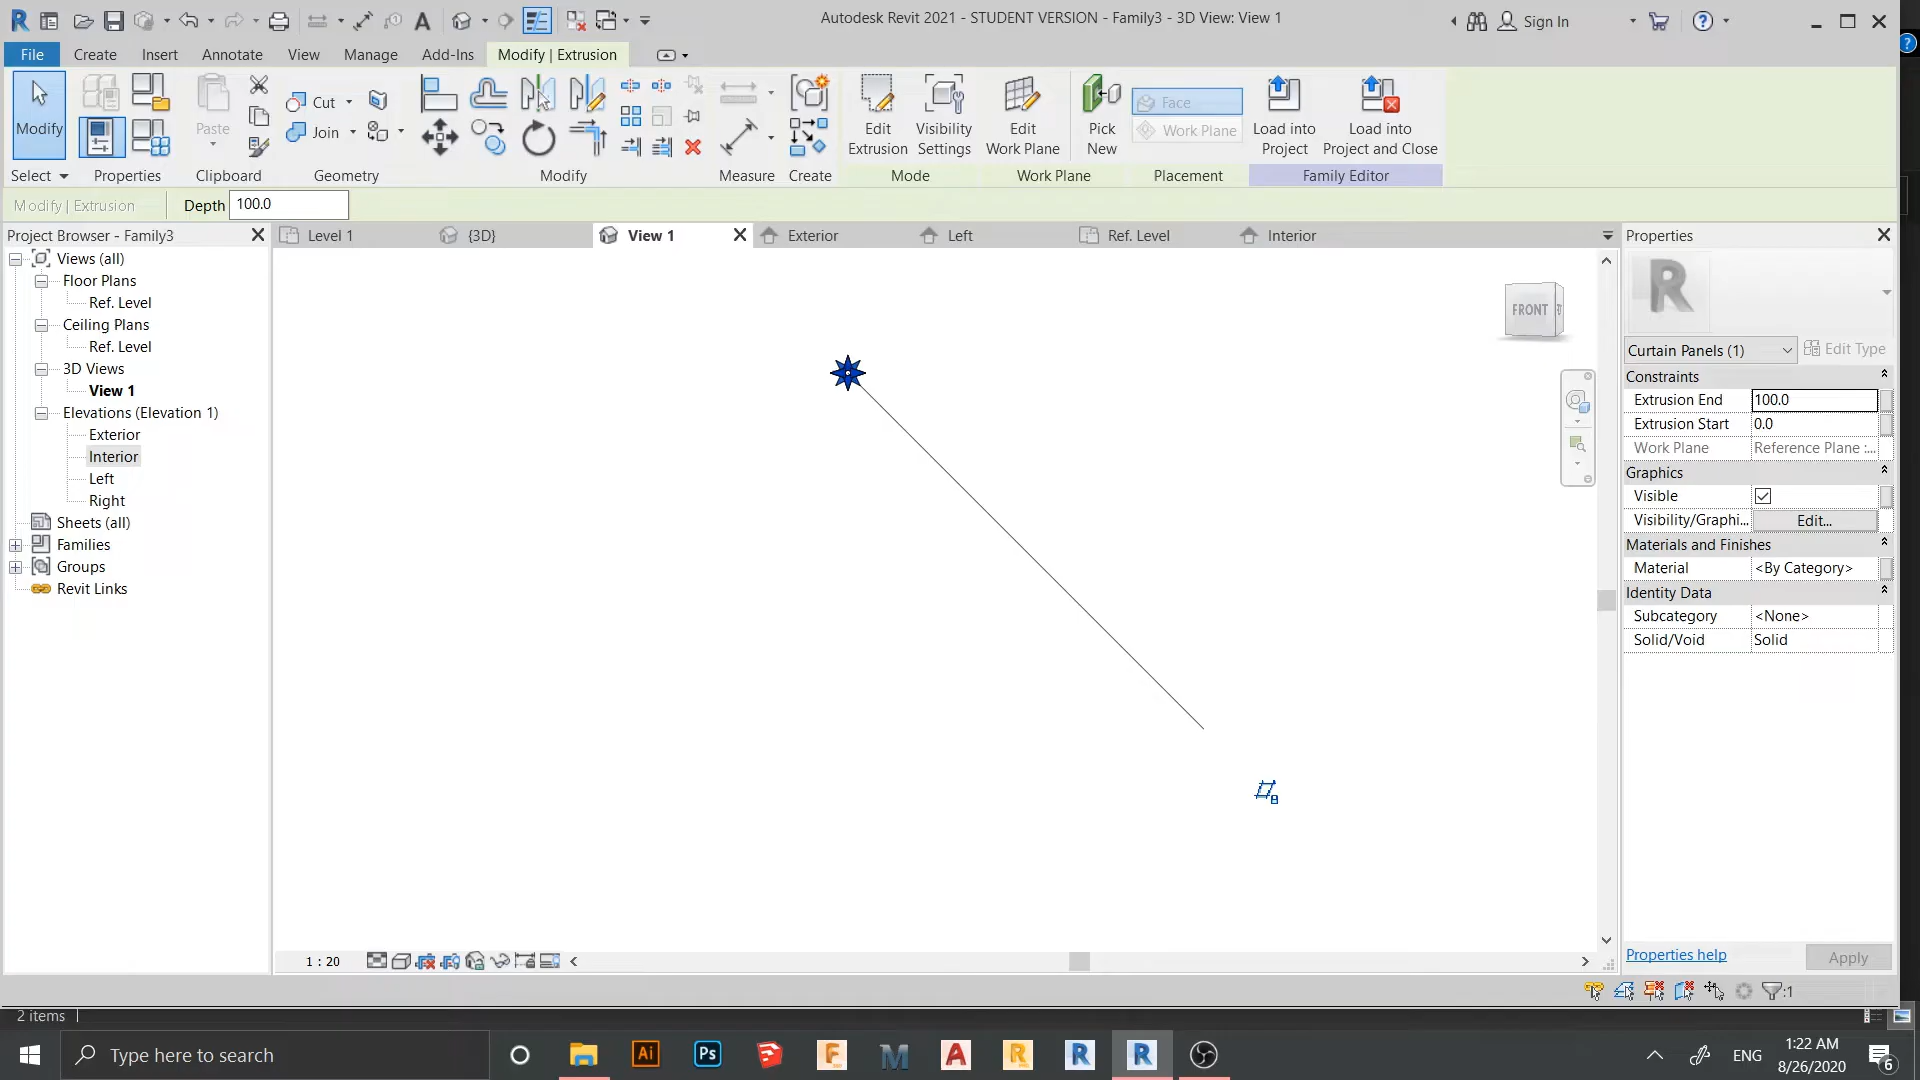 Autodesk Revit 2021 - STUDENT VERSION - Family3 - 3D View: View 1
Sign In
File Create Insert Annotate View Manage Add-Ins Modify | Extrusion
Modify
Paste
Cut
Join
Edit Extrusion
Visibility Settings
Edit Work Plane
Pick New
Face
Work Plane
Load into Project
Load into Project and Close
Select Properties Clipboard Geometry Modify Measure Create Mode Work Plane Placement Family Editor
Modify | Extrusion Depth 100.0
Project Browser - Family3
Level 1 {3D} View 1 Exterior Left Ref. Level Interior
Properties
Views (all)
Floor Plans
Ref. Level
Ceiling Plans
Ref. Level
3D Views
View 1
Elevations (Elevation 1)
Exterior
Interior
Left
Right
Sheets (all)
Families
Groups
Revit Links
FRONT
R
Curtain Panels (1) Edit Type
Constraints
Extrusion End 100.0
Extrusion Start 0.0
Work Plane Reference Plane :...
Graphics
Visible
Visibility/Graphi... Edit...
Materials and Finishes
Material <By Category>
Identity Data
Subcategory <None>
Solid/Void Solid
Properties help Apply
1 : 20
:1
2 items
Type here to search
Ai Ps F M A R R R
ENG
1:22 AM
8/26/2020
6